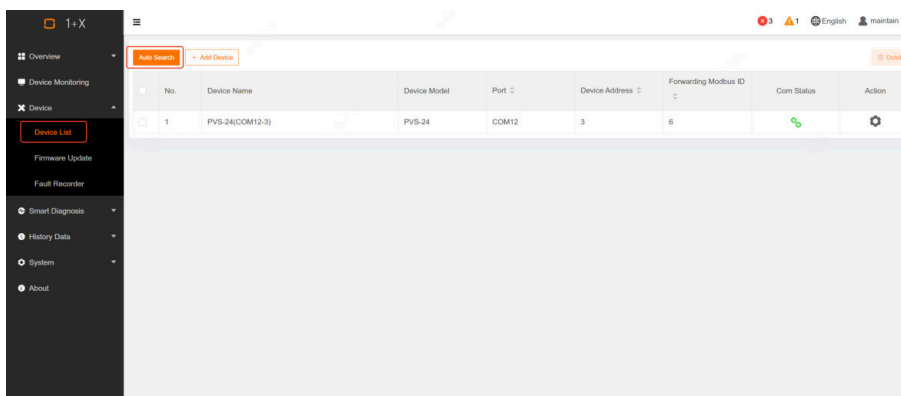 1+X
3
1
English
maintain
Overview
Device Monitoring
Device
Device List
Firmware Update
Fault Recorder
Smart Diagnosis
History Data
System
About
Auto Search
+ Add Device
No.
Device Name
Device Model
Port
Device Address
Forwarding Modbus ID
Com Status
Action
1
PVS-24(COM12-3)
PVS-24
COM12
3
6